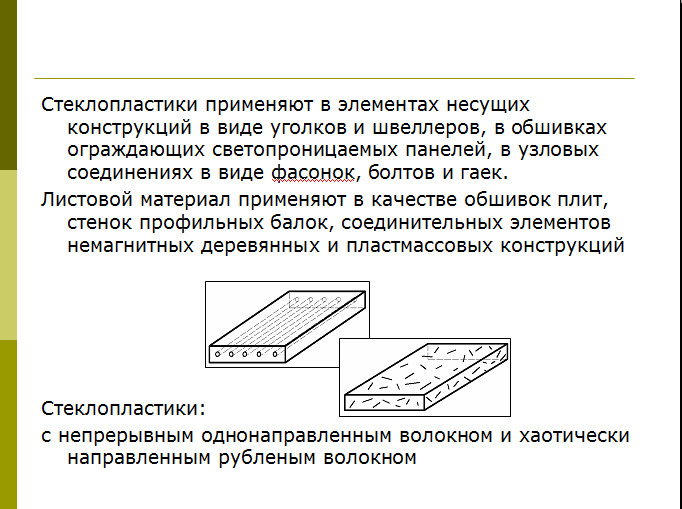 Стеклопластики применяют в элементах несущих
конструкций в виде уголков и швеллеров, в обшивках
ограждающих светопроницаемых панелей, в узловых
соединениях в виде фасонок, болтов и гаек.
Листовой материал применяют в качестве обшивок плит,
стенок профильных балок, соединительных элементов
немагнитных деревянных и пластмассовых конструкций
Стеклопластики:
с непрерывным однонаправленным волокном и хаотически
направленным рубленым волокном